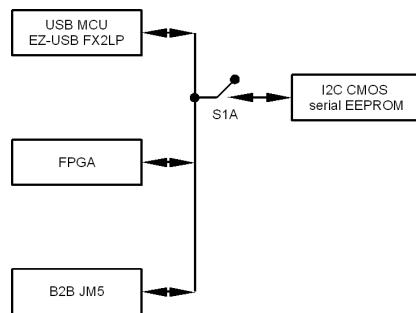 USB MCU
EZ-USB FX2LP
S1A
I2C CMOS
serial EEPROM
FPGA
B2B JM5